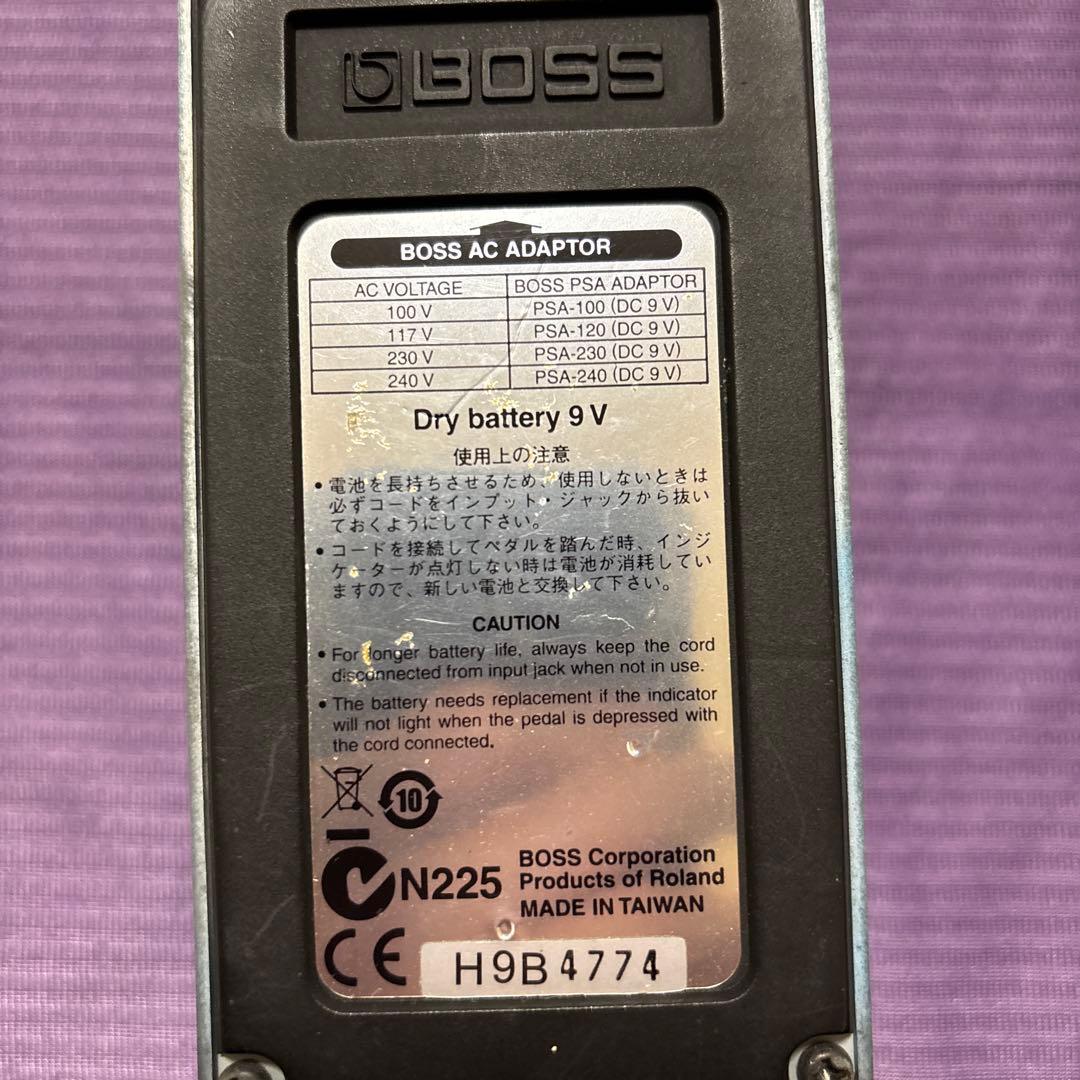 BOSS
BOSS AC ADAPTOR
AC VOLTAGE BOSS PSA ADAPTOR
100 V PSA-100 (DC 9 V)
117 V PSA-120 (DC 9 V)
230 V PSA-230 (DC 9 V)
240 V PSA-240 (DC 9 V)
Dry battery 9 V
使用上の注意
• 電池を長持ちさせるため、使用しないときは
必ずコードをインプット・ジャックから抜い
ておくようにして下さい。
• コードを接続してペダルを踏んだ時、インジ
ケーターが点灯しない時は電池が消耗してい
ますので、新しい電池と交換して下さい。
CAUTION
• For longer battery life, always keep the cord
disconnected from input jack when not in use.
• The battery needs replacement if the indicator
will not light when the pedal is depressed with
the cord connected.
10
N225
BOSS Corporation
Products of Roland
MADE IN TAIWAN
CE
H9B4774